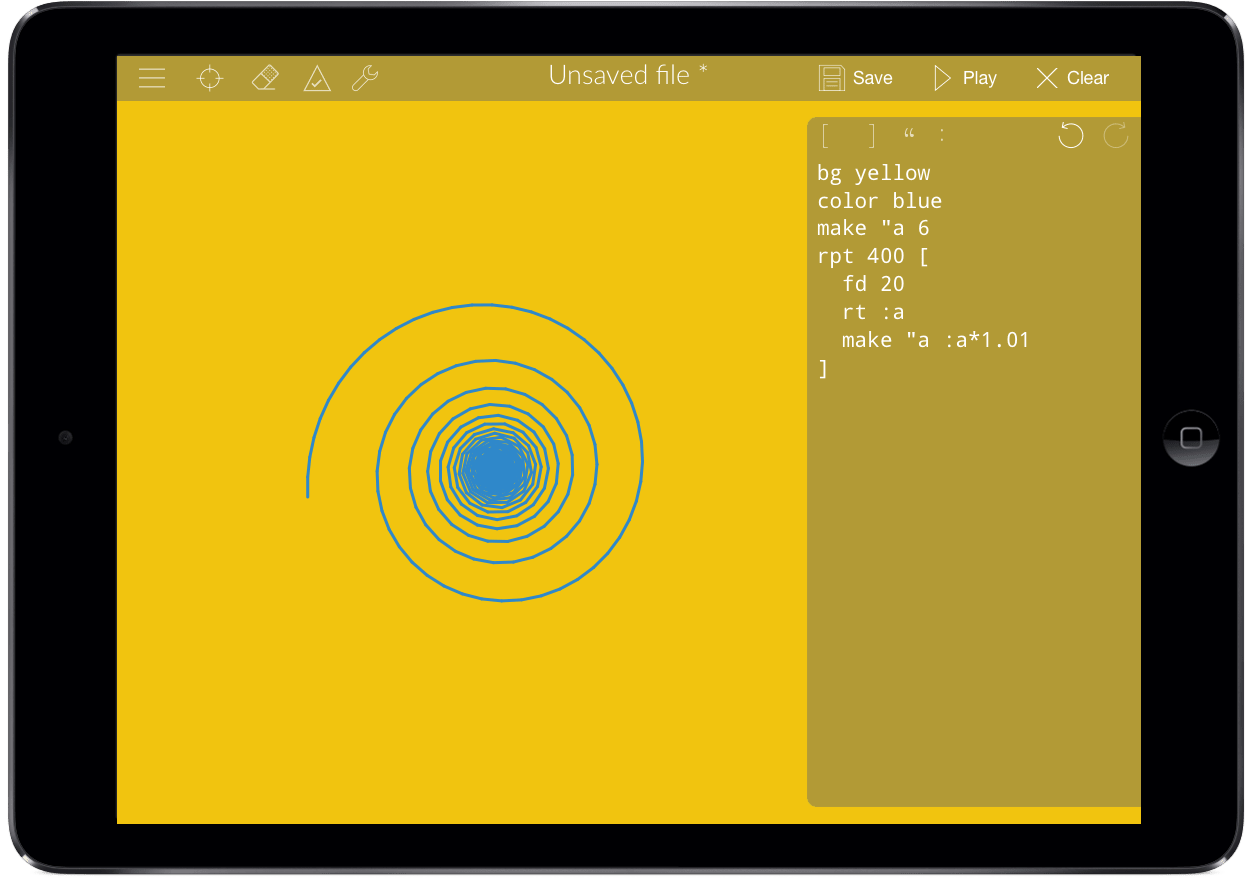 Unsaved file *
Save
Play
Clear
[ ] “ :
bg yellow
color blue
make "a 6
rpt 400 [
  fd 20
  rt :a
  make "a :a*1.01
]